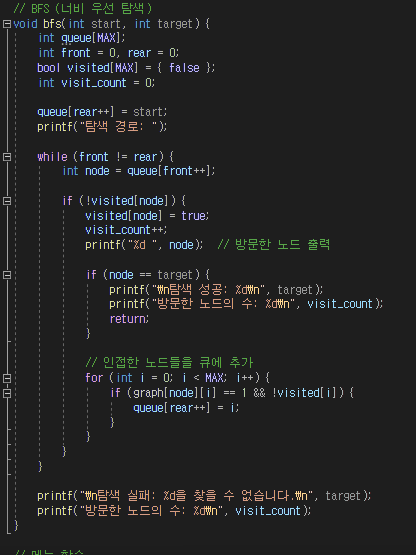 // BFS (너비 우선 탐색)
void bfs(int start, int target) {
int queue[MAX];
int front = 0, rear = 0;
bool visited[MAX] = { false };
int visit_count = 0;
queue[rear++] = start;
printf("탐색 경로: ");
while (front != rear) {
int node = queue[front++];
if (!visited[node]) {
visited[node] = true;
visit_count++;
printf("%d ", node);  // 방문한 노드 출력
if (node == target) {
printf("₩n탐색 성공: %d₩n", target);
printf("방문한 노드의 수: %d₩n", visit_count);
return;
}
// 인접한 노드들을 큐에 추가
for (int i = 0; i < MAX; i++) {
if (graph[node][i] == 1 && !visited[i]) {
queue[rear++] = i;
}
}
}
}
printf("₩n탐색 실패: %d을 찾을 수 없습니다.₩n", target);
printf("방문한 노드의 수: %d₩n", visit_count);
}